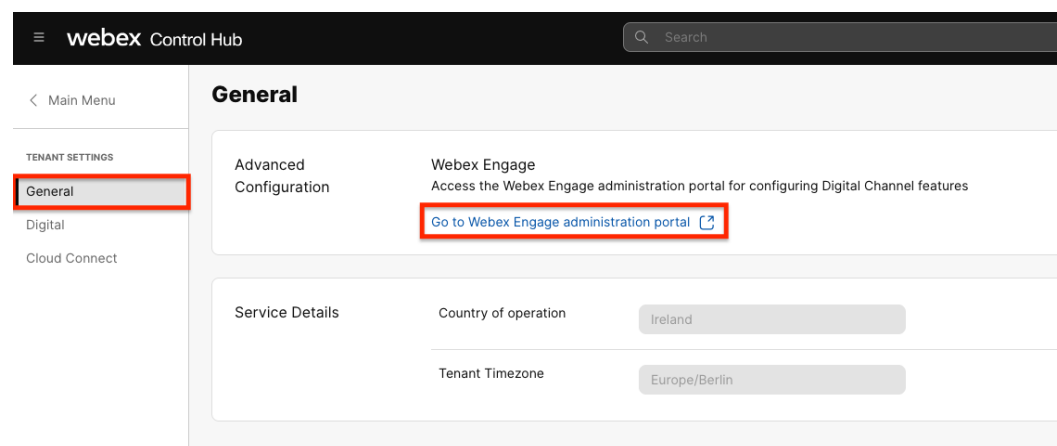 webex Control Hub
Search
Main Menu
TENANT SETTINGS
General
Digital
Cloud Connect
General
Advanced
Configuration
Webex Engage
Access the Webex Engage administration portal for configuring Digital Channel features
Go to Webex Engage administration portal
Service Details
Country of operation
Ireland
Tenant Timezone
Europe/Berlin